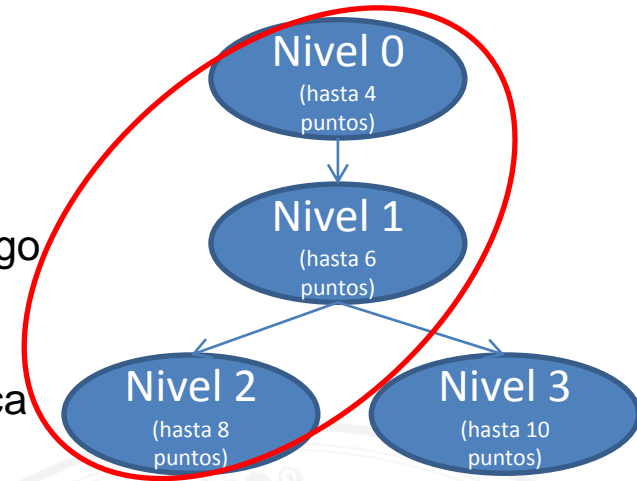 Nivel 0
(hasta 4
puntos)
Nivel 1
(hasta 6
puntos)
Nivel 2
(hasta 8
puntos)
Nivel 3
(hasta 10
puntos)